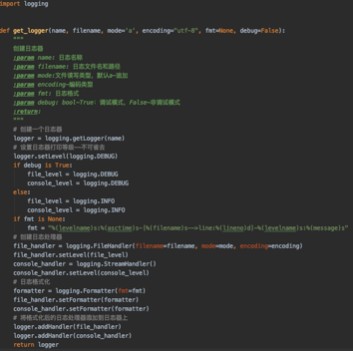 import logging
def get_logger(name, filename, mode='a', encoding="utf-8", fmt=None, debug=False):
"""
创建日志器
:param name: 日志名称
:param filename: 日志文件名和路径
:param mode:文件读写类型，默认a-追加
:param encoding-编码类型
:param fmt: 日志格式
:param debug: bool-True：调试模式，False-非调试模式
:return:
"""
# 创建一个日志器
logger = logging.getLogger(name)
# 设置日志器打印等级--不可省去
logger.setLevel(logging.DEBUG)
if debug is True:
file_level = logging.DEBUG
console_level = logging.DEBUG
else:
file_level = logging.INFO
console_level = logging.INFO
if fmt is None:
fmt = "%(levelname)s:%(asctime)s-[%(filename)s-->line:%(lineno)d]-%(levelname)s:%(message)s"
# 创建日志处理器
file_handler = logging.FileHandler(filename=filename, mode=mode, encoding=encoding)
file_handler.setLevel(file_level)
console_handler = logging.StreamHandler()
console_handler.setLevel(console_level)
# 日志格式化
formatter = logging.Formatter(fmt=fmt)
file_handler.setFormatter(formatter)
console_handler.setFormatter(formatter)
# 将格式化后的日志处理器添加到日志器上
logger.addHandler(file_handler)
logger.addHandler(console_handler)
return logger